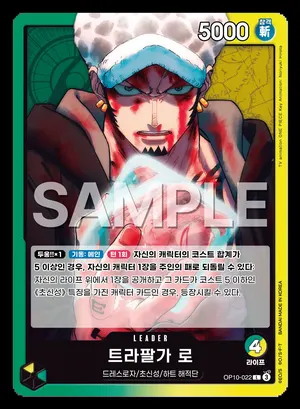 5000
참격
斬
SAMPLE
두웅!!×1 기동: 메인 턴 1회 자신의 캐릭터의 코스트 합계가
5 이상인 경우, 자신의 캐릭터 1장을 주인의 패로 되돌릴 수 있다:
자신의 라이프 위에서 1장을 공개하고 그 카드가 코스트 5 이하인
《초신성》 특징을 가진 캐릭터 카드인 경우, 등장시킬 수 있다.
LEADER
트라팔가 로
4
라이프
드레스로자/초신성/하트 해적단
OP10-022 L